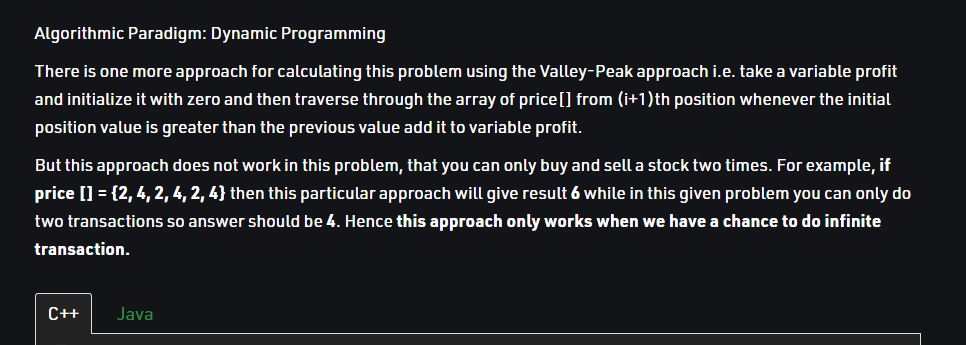 Algorithmic Paradigm: Dynamic Programming
There is one more approach for calculating this problem using the Valley-Peak approach i.e. take a variable profit
and initialize it with zero and then traverse through the array of price[] from (i+1)th position whenever the initial
position value is greater than the previous value add it to variable profit.
But this approach does not work in this problem, that you can only buy and sell a stock two times. For example, if
price [] = {2, 4, 2, 4, 2, 4} then this particular approach will give result 6 while in this given problem you can only do
two transactions so answer should be 4. Hence this approach only works when we have a chance to do infinite
transaction.
C++ Java